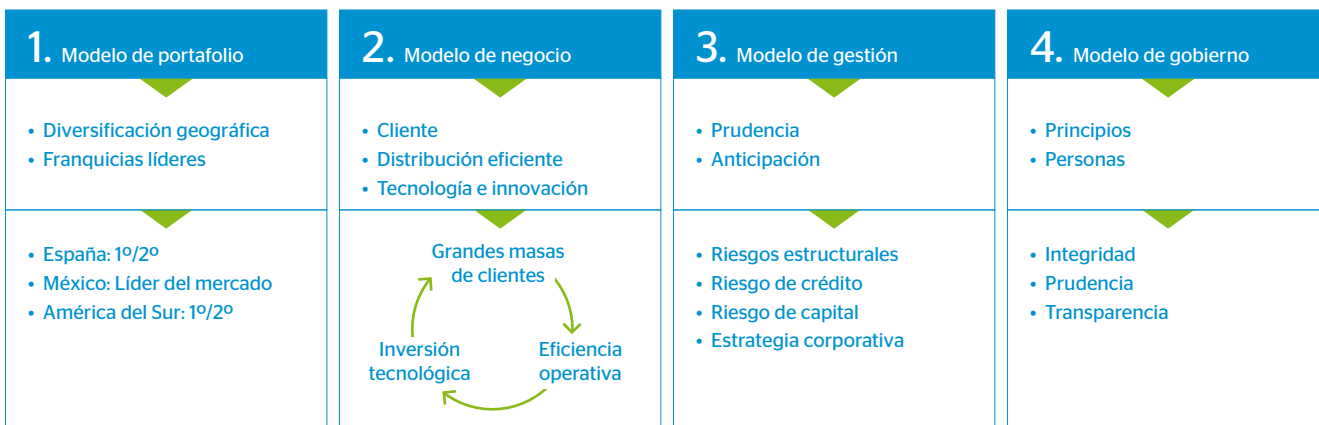 1. Modelo de portafolio
• Diversificación geográfica
• Franquicias líderes
• España: 1º/2º
• México: Líder del mercado
• América del Sur: 1º/2º
2. Modelo de negocio
• Cliente
• Distribución eficiente
• Tecnología e innovación
Grandes masas
de clientes
Eficiencia
operativa
Inversión
tecnológica
3. Modelo de gestión
• Prudencia
• Anticipación
• Riesgos estructurales
• Riesgo de crédito
• Riesgo de capital
• Estrategia corporativa
4. Modelo de gobierno
• Principios
• Personas
• Integridad
• Prudencia
• Transparencia